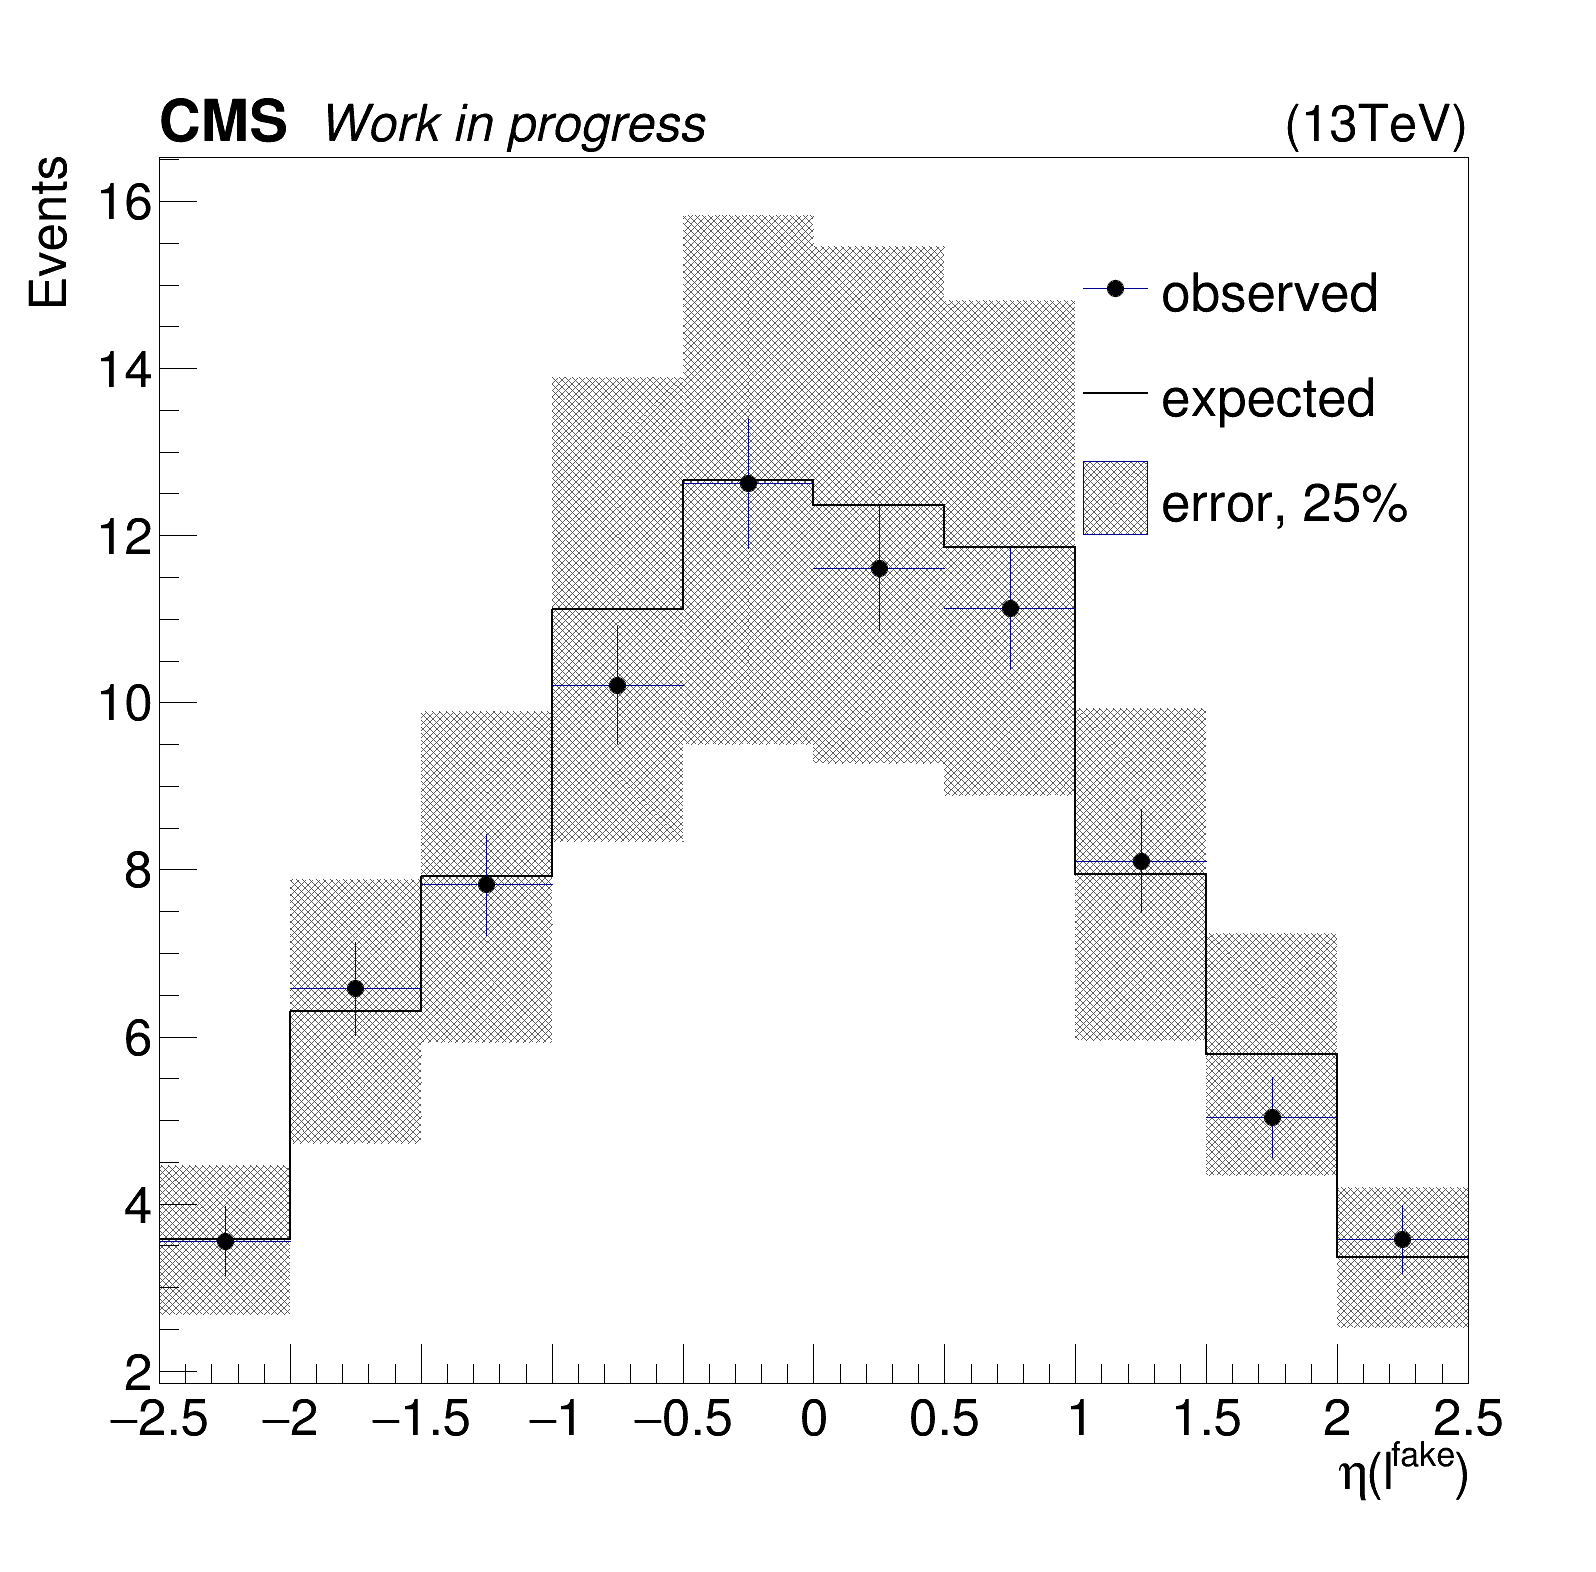 CMS Work in progress (13TeV)
Events
16
14
12
10
8
6
4
2
observed
expected
error, 25%
−2.5 −2 −1.5 −1 −0.5 0 0.5 1 1.5 2 2.5
η(l^fake)